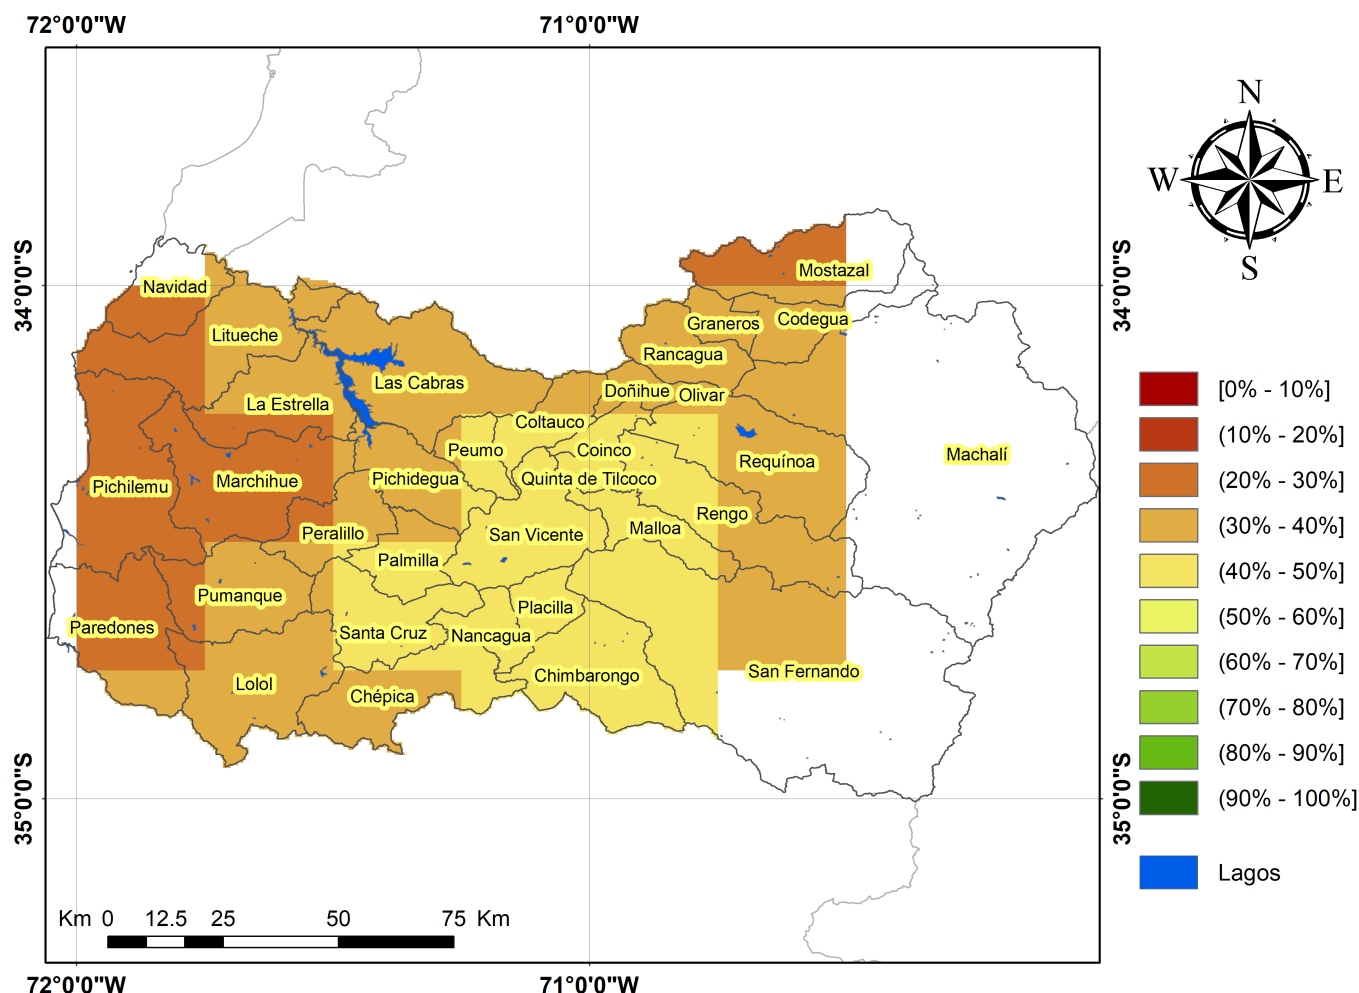 72°0'0"W 71°0'0"W
N
W E
S
34°0'0"S 34°0'0"S
Mostazal
Navidad
Graneros Codegua
Litueche
Rancagua
Las Cabras
Doñihue Olivar
La Estrella
Coltauco
Peumo Coinco
Machalí
Requínoa
Pichilemu Marchihue Pichidegua Quinta de Tilcoco
Rengo
Peralillo San Vicente Malloa
Palmilla
Pumanque
Placilla
Paredones Santa Cruz Nancagua
San Fernando
Lolol Chimbarongo
Chépica
[0% - 10%]
(10% - 20%]
(20% - 30%]
(30% - 40%]
(40% - 50%]
(50% - 60%]
(60% - 70%]
(70% - 80%]
(80% - 90%]
(90% - 100%]
Lagos
35°0'0"S 35°0'0"S
Km 0 12.5 25 50 75 Km
72°0'0"W 71°0'0"W